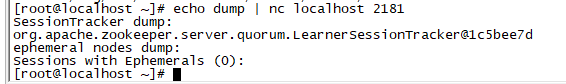 [root@localhost ~]# echo dump | nc localhost 2181
SessionTracker dump:
org.apache.zookeeper.server.quorum.LearnerSessionTracker@1c5bee7d
ephemeral nodes dump:
Sessions with Ephemerals (0):
[root@localhost ~]#